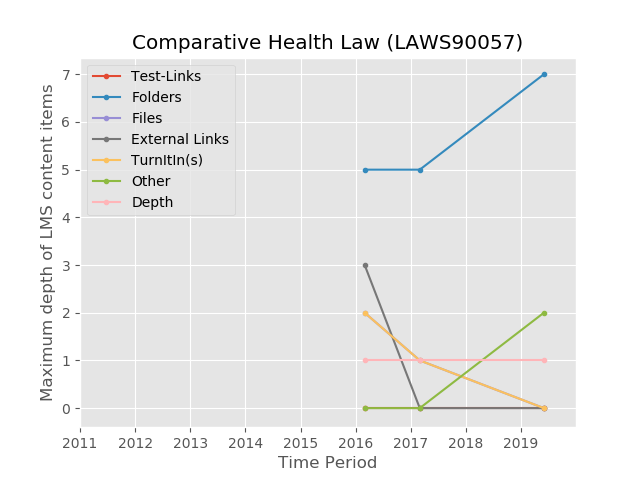 Comparative Health Law (LAWS90057)
Maximum depth of LMS content items
7
6
5
4
3
2
1
0
Test-Links
Folders
Files
External Links
TurnItIn(s)
Other
Depth
2011 2012 2013 2014 2015 2016 2017 2018 2019
Time Period